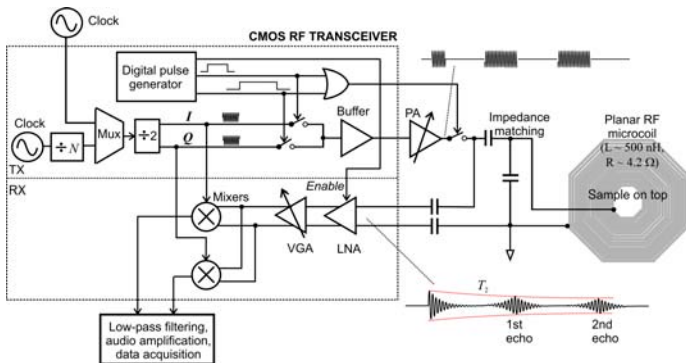 Clock
CMOS RF TRANSCEIVER
Digital pulse
generator
Clock
÷N
Mux
÷2
I
Q
Buffer
PA
Impedance
matching
Planar RF
microcoil
(L ~ 500 nH,
R ~ 4.2 Ω)
Sample on top
TX
RX
Mixers
Enable
VGA
LNA
Low-pass filtering,
audio amplification,
data acquisition
T₂
1st
echo
2nd
echo